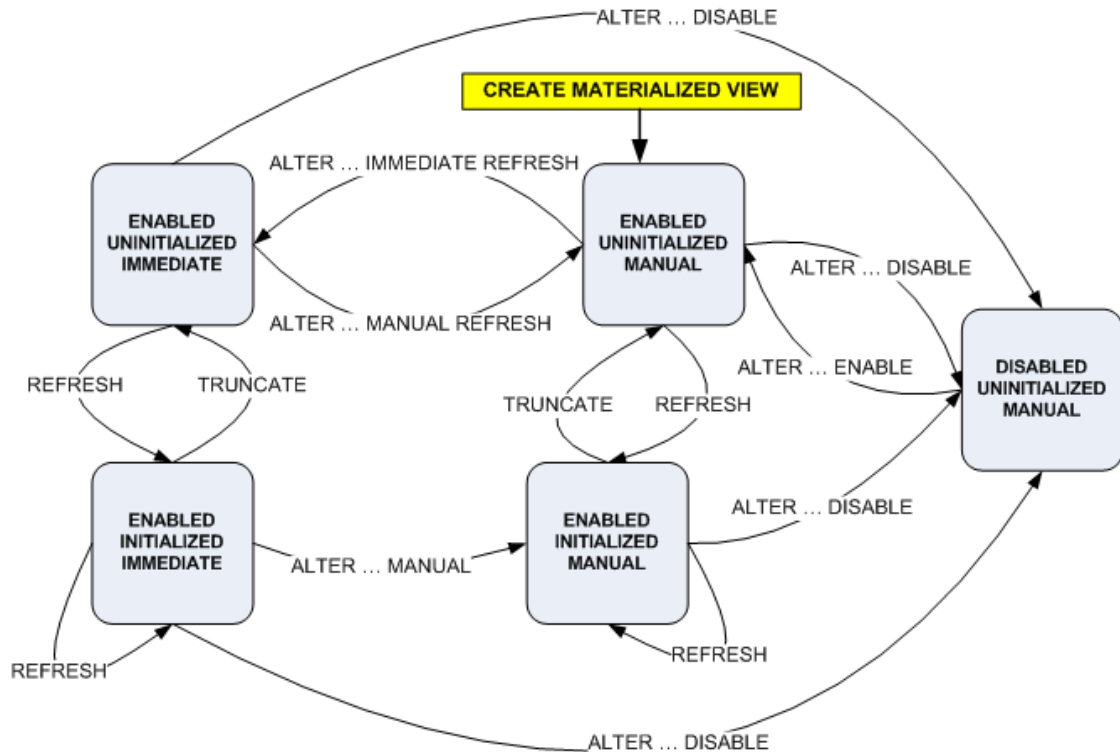 ALTER ... DISABLE
CREATE MATERIALIZED VIEW
ALTER ... IMMEDIATE REFRESH
ENABLED
UNINITIALIZED
IMMEDIATE
ENABLED
UNINITIALIZED
MANUAL
ALTER ... DISABLE
ALTER ... MANUAL REFRESH
ALTER ... ENABLE
DISABLED
UNINITIALIZED
MANUAL
REFRESH
TRUNCATE
TRUNCATE
REFRESH
ENABLED
INITIALIZED
IMMEDIATE
ALTER ... MANUAL
ENABLED
INITIALIZED
MANUAL
ALTER ... DISABLE
REFRESH
REFRESH
ALTER ... DISABLE